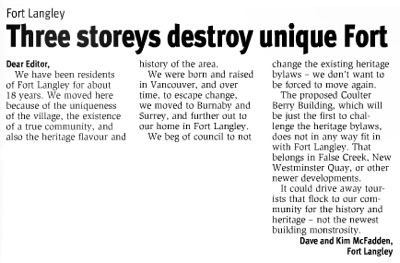 Fort Langley
Three storeys destroy unique Fort
Dear Editor,
We have been residents
of Fort Langley for about
18 years. We moved here
because of the uniqueness
of the village, the existence
of a true community, and
also the heritage flavour and
history of the area.
We were born and raised
in Vancouver, and over
time, to escape change,
we moved to Burnaby and
Surrey, and further out to
our home in Fort Langley.
We beg of council to not
change the existing heritage
bylaws – we don't want to
be forced to move again.
The proposed Coulter
Berry Building, which will
be just the first to chal-
lenge the heritage bylaws,
does not in any way fit in
with Fort Langley. That
belongs in False Creek, New
Westminster Quay, or other
newer developments.
It could drive away tour-
ists that flock to our com-
munity for the history and
heritage – not the newest
building monstrosity.
Dave and Kim McFadden,
Fort Langley